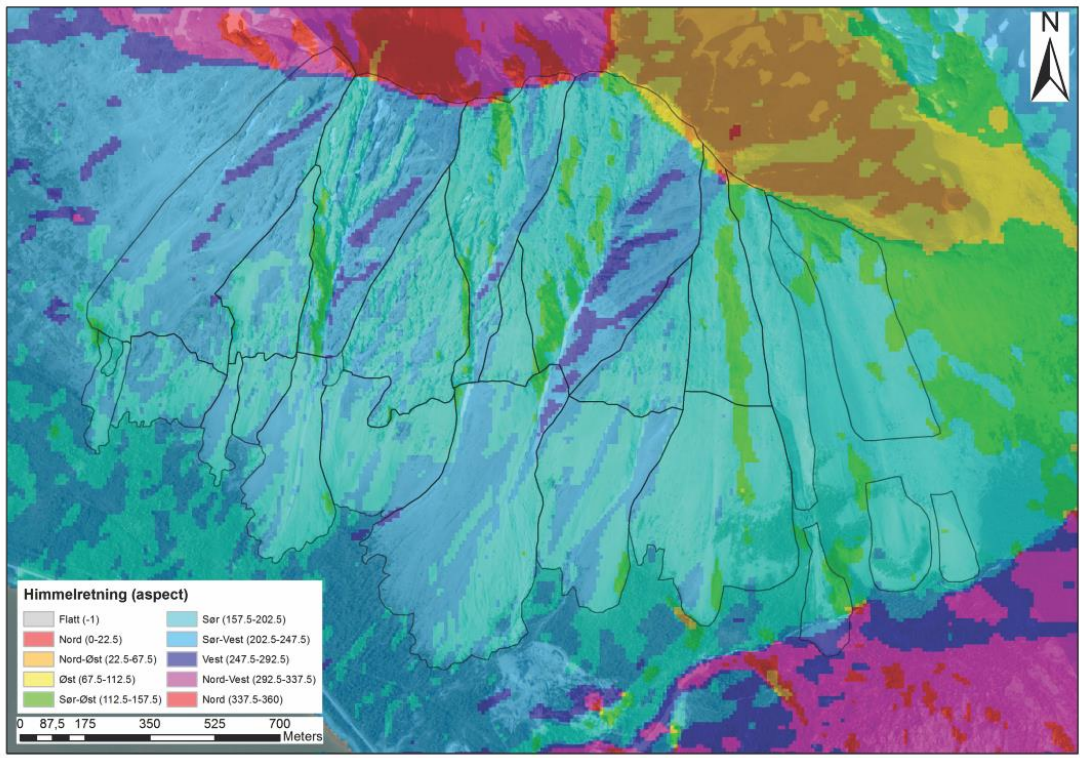 N
Himmelretning (aspect)
Flatt (-1)
Nord (0-22.5)
Nord-Øst (22.5-67.5)
Øst (67.5-112.5)
Sør-Øst (112.5-157.5)
Sør (157.5-202.5)
Sør-Vest (202.5-247.5)
Vest (247.5-292.5)
Nord-Vest (292.5-337.5)
Nord (337.5-360)
0 87,5 175 350 525 700
Meters